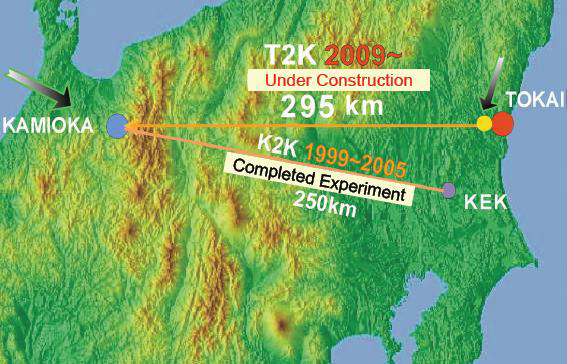 T2K 2009~
Under Construction
295 km
TOKAI
KAMIOKA
K2K 1999~2005
Completed Experiment
250km
KEK